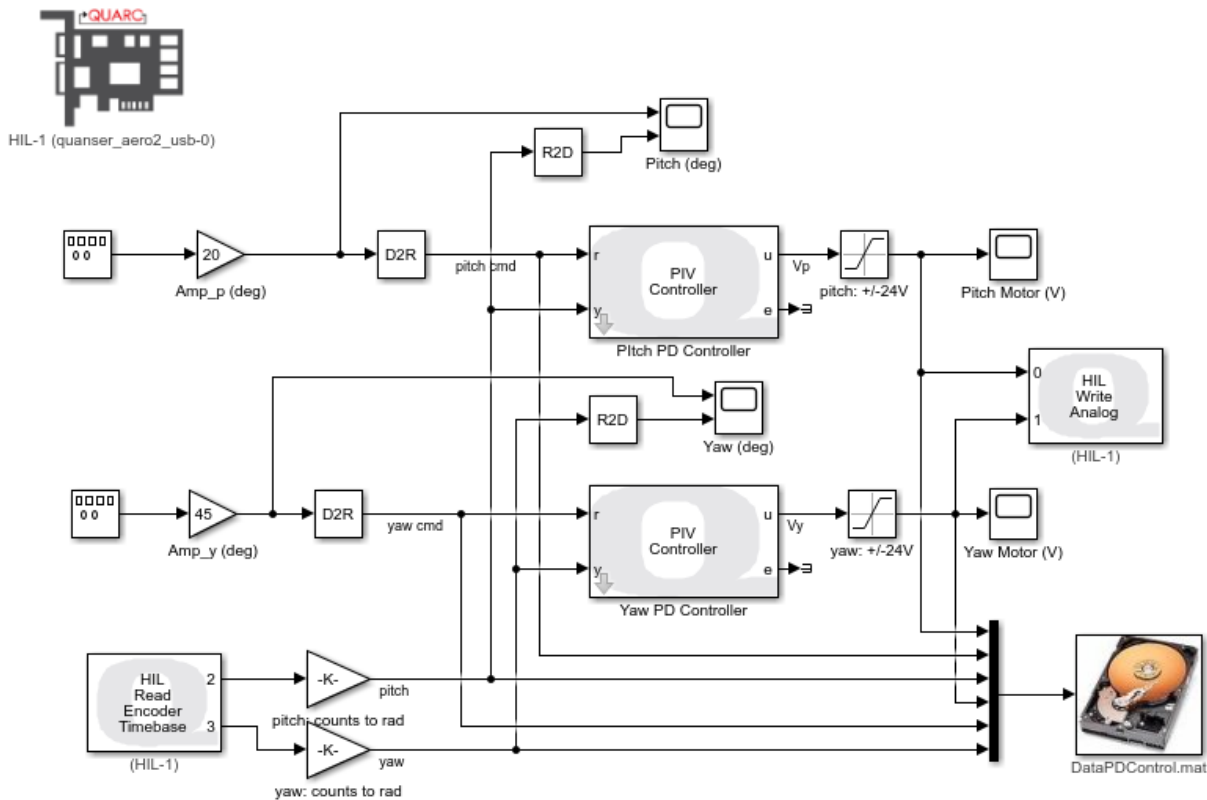 QUARC
HIL-1 (quanser_aero2_usb-0)
R2D
Pitch (deg)
20
Amp_p (deg)
D2R
pitch cmd
r
y
PIV
Controller
u
e
PItch PD Controller
Vp
pitch: +/-24V
Pitch Motor (V)
0
1
HIL
Write
Analog
(HIL-1)
R2D
Yaw (deg)
45
Amp_y (deg)
D2R
yaw cmd
r
y
PIV
Controller
u
e
Yaw PD Controller
Vy
yaw: +/-24V
Yaw Motor (V)
HIL
Read
Encoder
Timebase
2
3
(HIL-1)
-K-
pitch: counts to rad
pitch
-K-
yaw: counts to rad
yaw
DataPDControl.mat